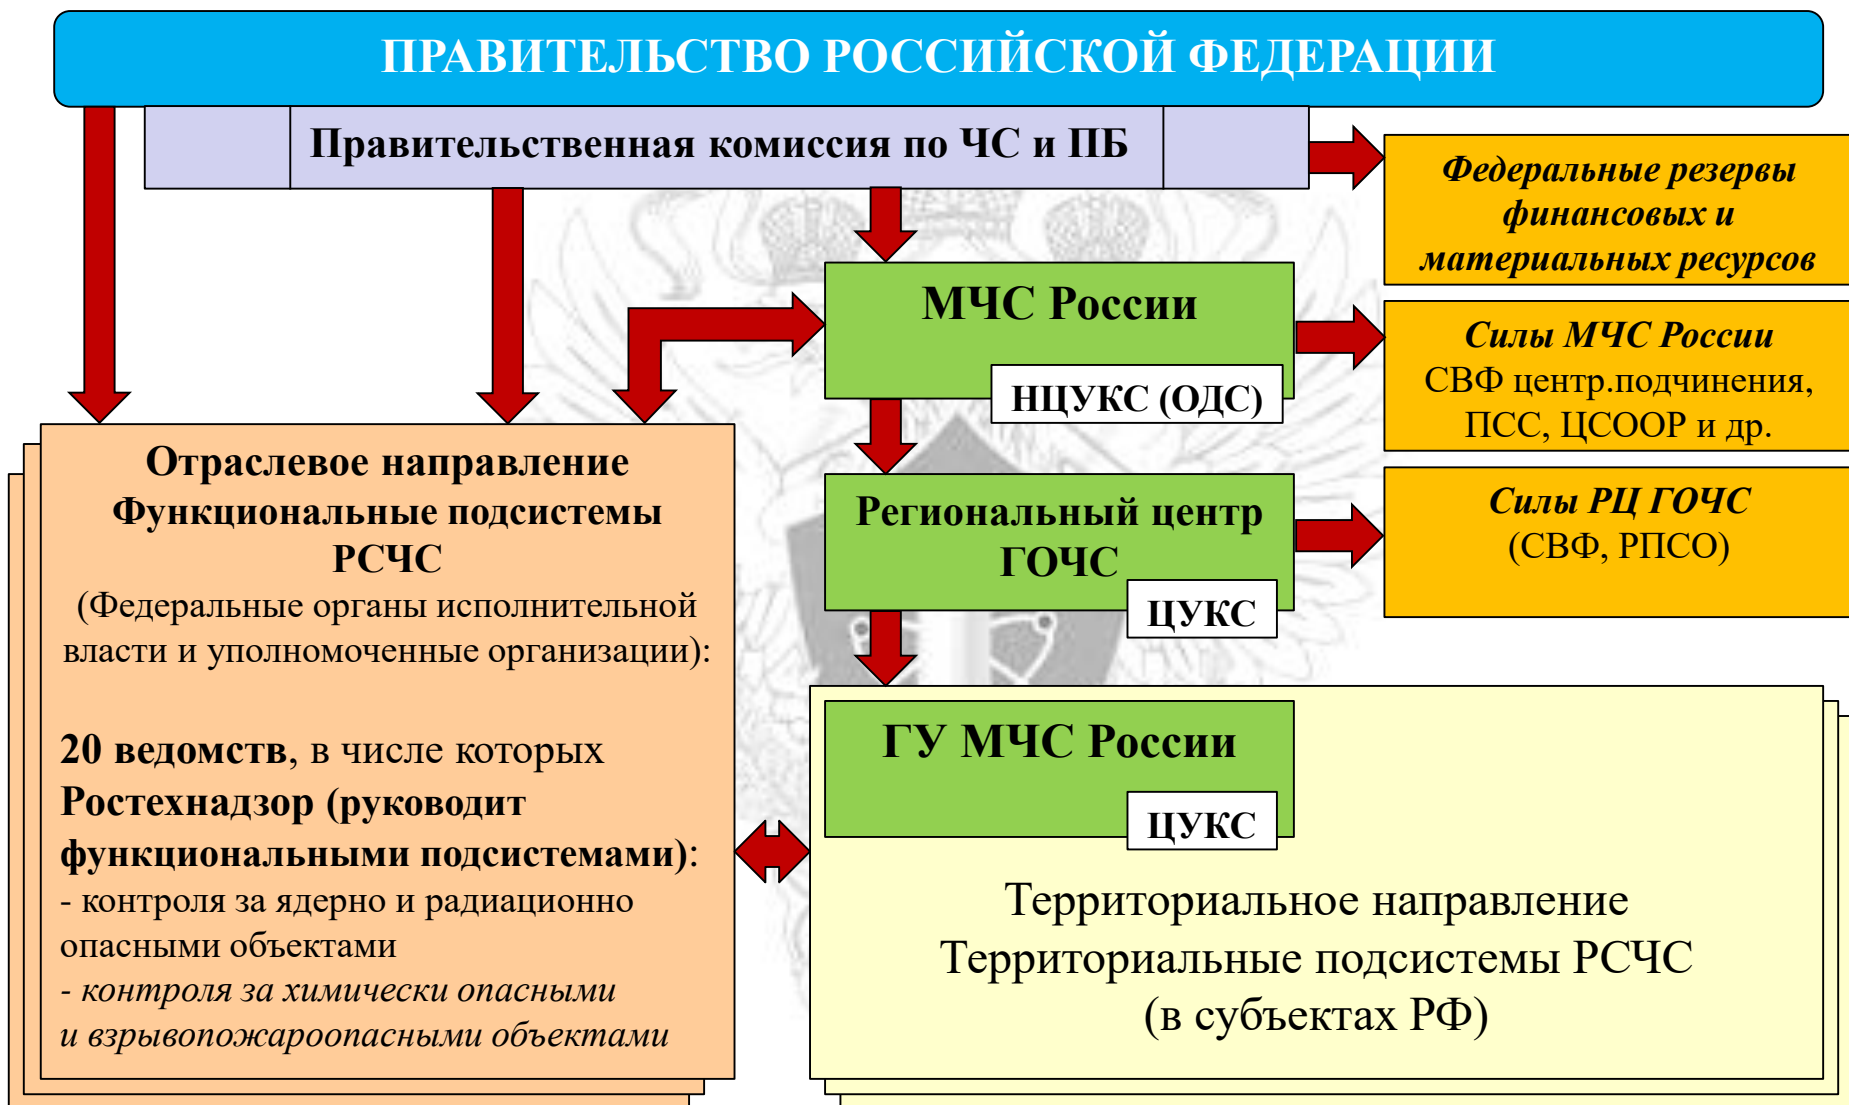 ПРАВИТЕЛЬСТВО РОССИЙСКОЙ ФЕДЕРАЦИИ
Правительственная комиссия по ЧС и ПБ
Федеральные резервы
финансовых и
материальных ресурсов
МЧС России
НЦУКС (ОДС)
Силы МЧС России
СВФ центр.подчинения,
ПСС, ЦСООР и др.
Региональный центр
ГОЧС
ЦУКС
Силы РЦ ГОЧС
(СВФ, РПСО)
Отраслевое направление
Функциональные подсистемы
РСЧС
(Федеральные органы исполнительной
власти и уполномоченные организации):
20 ведомств, в числе которых
Ростехнадзор (руководит
функциональными подсистемами):
- контроля за ядерно и радиационно
опасными объектами
- контроля за химически опасными
и взрывопожароопасными объектами
ГУ МЧС России
ЦУКС
Территориальное направление
Территориальные подсистемы РСЧС
(в субъектах РФ)